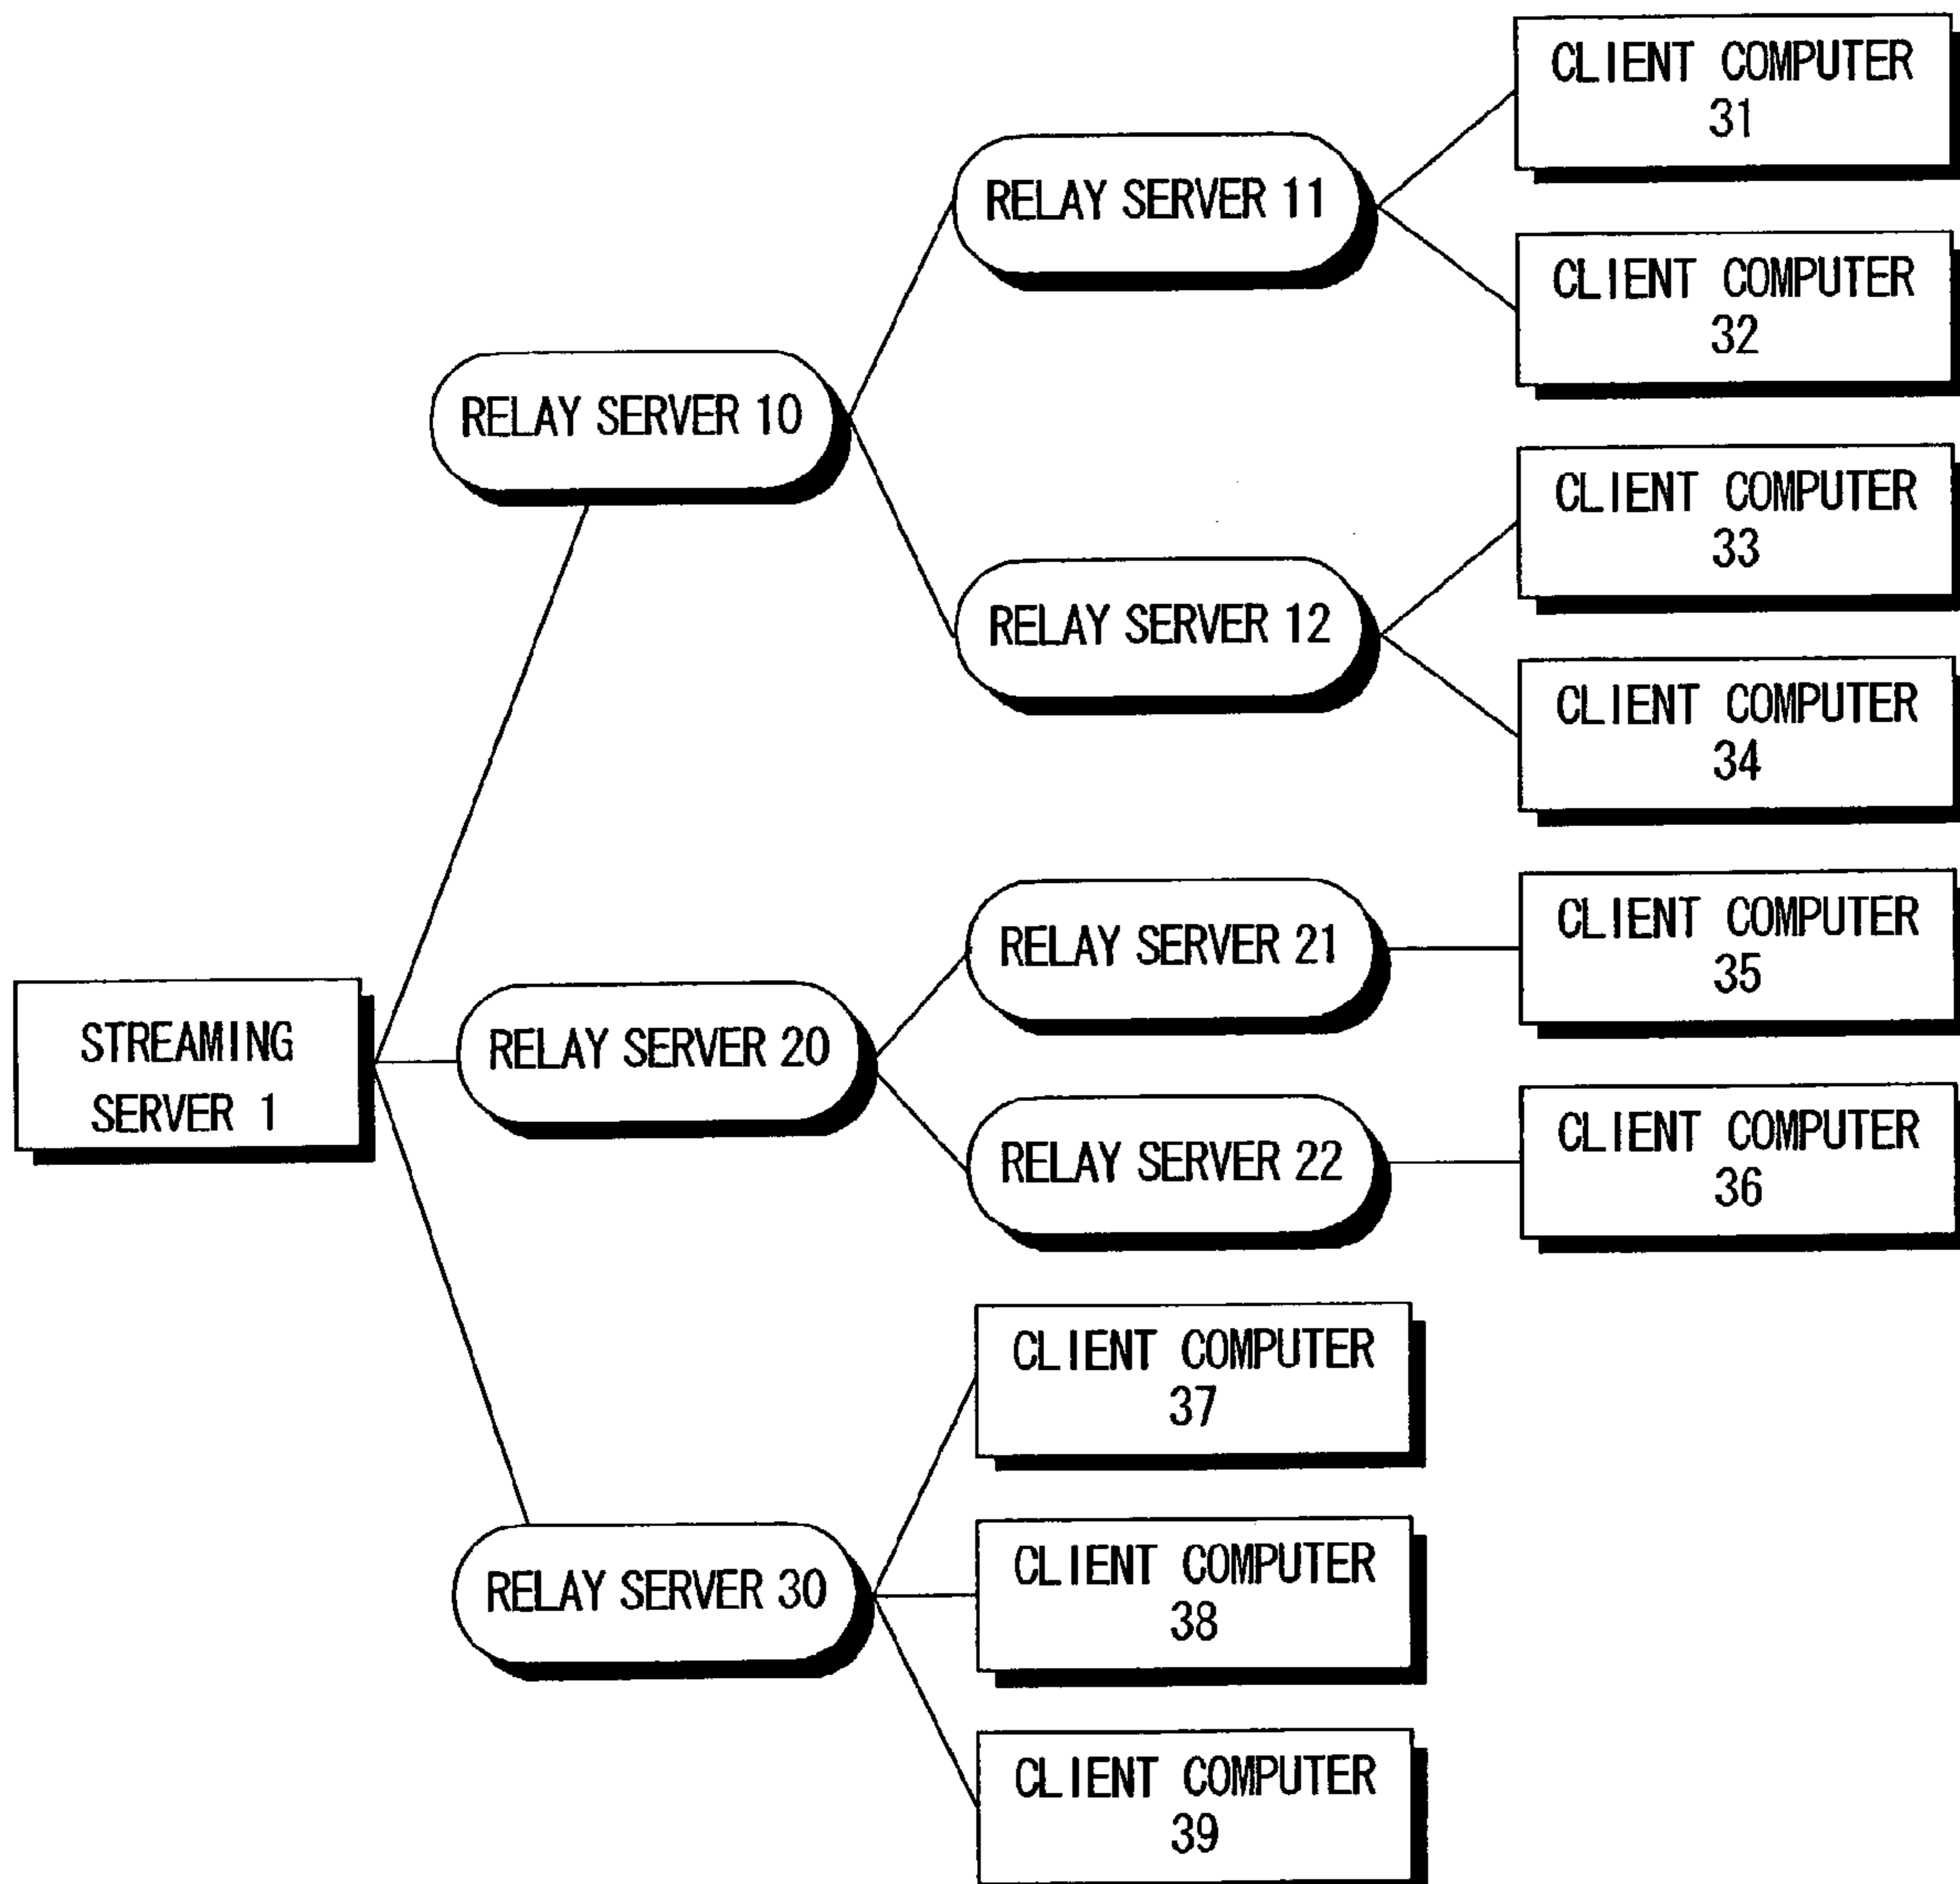 CLIENT COMPUTER
31
RELAY SERVER 11
CLIENT COMPUTER
32
RELAY SERVER 10
CLIENT COMPUTER
33
RELAY SERVER 12
CLIENT COMPUTER
34
RELAY SERVER 21
CLIENT COMPUTER
35
STREAMING
SERVER 1
RELAY SERVER 20
RELAY SERVER 22
CLIENT COMPUTER
36
CLIENT COMPUTER
37
RELAY SERVER 30
CLIENT COMPUTER
38
CLIENT COMPUTER
39